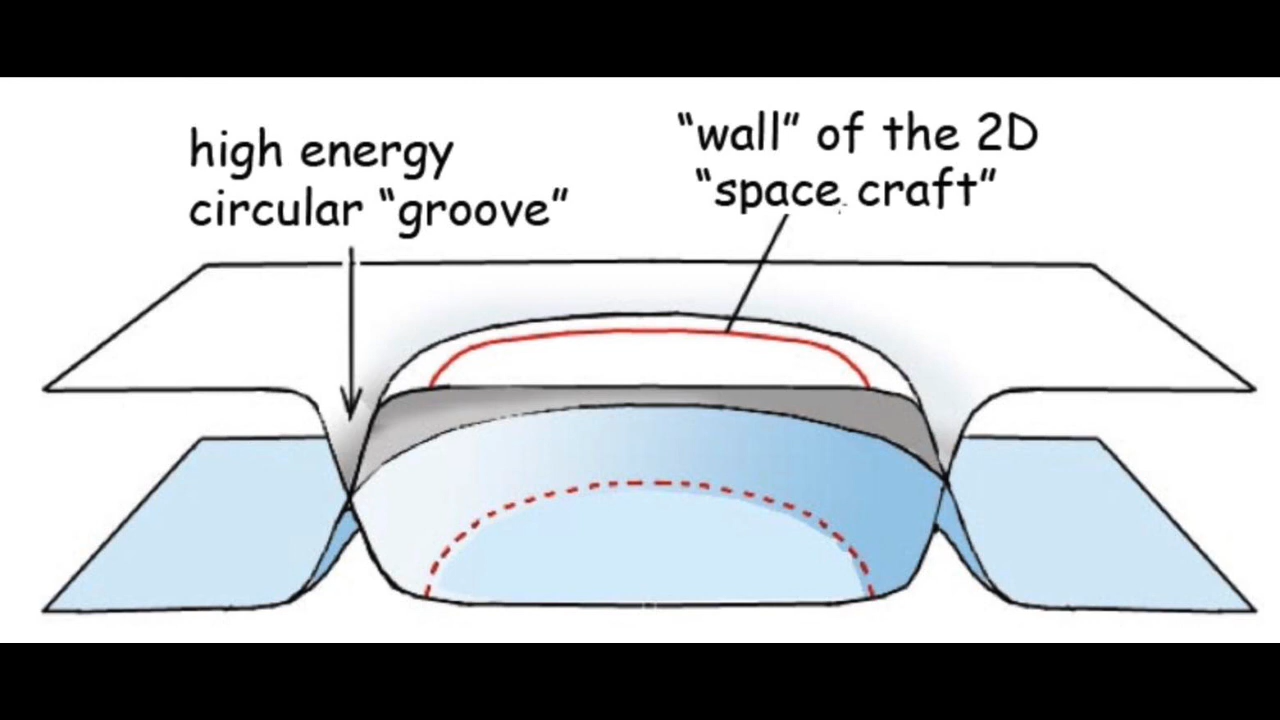 high energy
circular “groove”
“wall” of the 2D
“space craft”